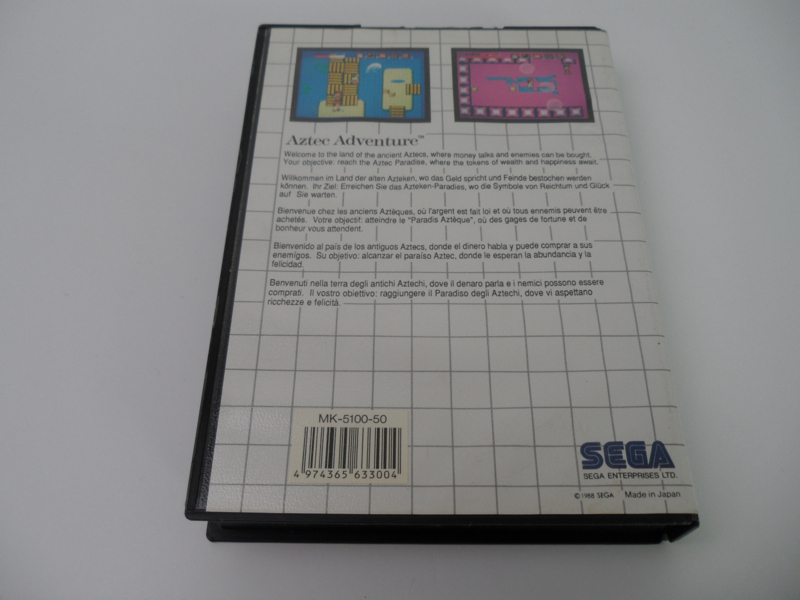 Aztec Adventure™
Welcome to the land of the ancient Aztecs, where money talks and enemies can be bought.
Your objective: reach the Aztec Paradise, where the tokens of wealth and happiness await.
Willkommen im Land der alten Azteken, wo das Geld spricht und Feinde bestochen werden
können. Ihr Ziel: Erreichen Sie das Azteken-Paradies, wo die Symbole von Reichtum und Glück
auf Sie warten.
Bienvenue chez les anciens Aztèques, où l'argent est fait loi et où tous ennemis peuvent être
achetés. Votre objectif: atteindre le "Paradis Aztèque", où des gages de fortune et de
bonheur vous attendent.
Bienvenido al país de los antiguos Aztecs, donde el dinero habla y puede comprar a sus
enemigos. Su objetivo: alcanzar el paraíso Aztec, donde le esperan la abundancia y la
felicidad.
Benvenuti nella terra degli antichi Aztechi, dove il denaro parla e i nemici possono essere
comprati. Il vostro obiettivo: raggiungere il Paradiso degli Aztechi, dove vi aspettano
ricchezze e felicità.
MK-5100-50
4 974365 633004
SEGA
SEGA ENTERPRISES LTD.
© 1988 SEGA Made in Japan